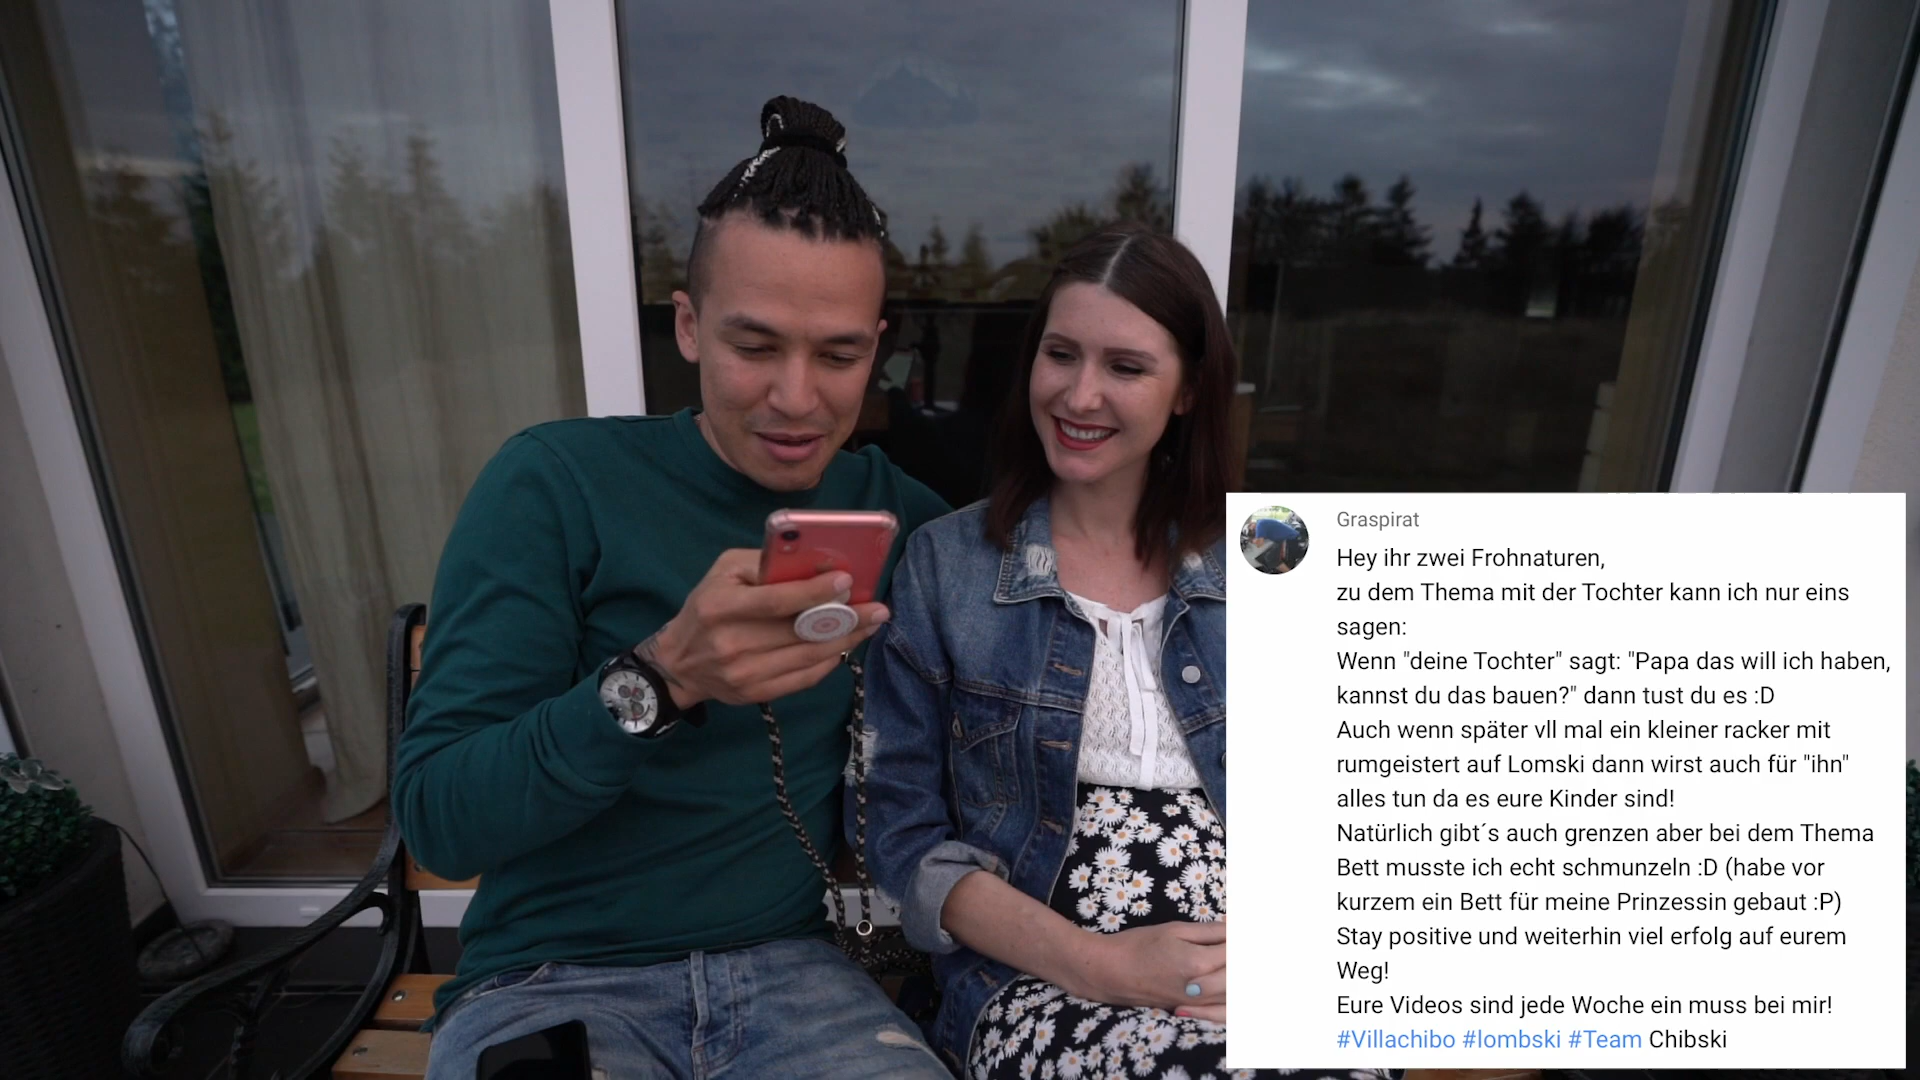 Graspirat
Hey ihr zwei Frohnaturen,
zu dem Thema mit der Tochter kann ich nur eins
sagen:
Wenn "deine Tochter" sagt: "Papa das will ich haben,
kannst du das bauen?" dann tust du es :D
Auch wenn später vll mal ein kleiner racker mit
rumgeistert auf Lomski dann wirst auch für "ihn"
alles tun da es eure Kinder sind!
Natürlich gibt´s auch grenzen aber bei dem Thema
Bett musste ich echt schmunzeln :D (habe vor
kurzem ein Bett für meine Prinzessin gebaut :P)
Stay positive und weiterhin viel erfolg auf eurem
Weg!
Eure Videos sind jede Woche ein muss bei mir!
#Villachibo #lombski #Team Chibski